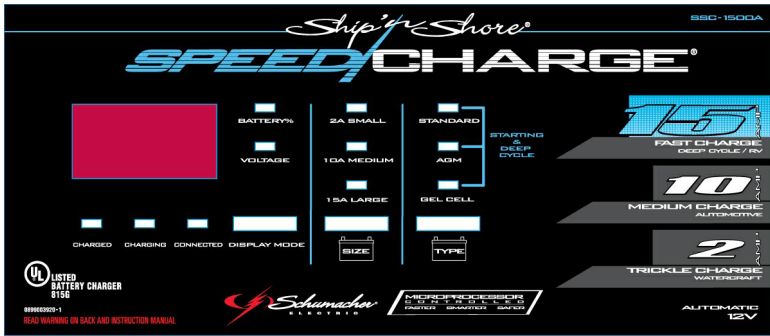 Ship'n Shore®
SSC-1500A
SPEED/CHARGE®
BATTERY%
VOLTAGE
2A SMALL
10A MEDIUM
15A LARGE
STANDARD
AGM
GEL CELL
STARTING
&
DEEP
CYCLE
15 AMP
FAST CHARGE
DEEP CYCLE / RV
10 AMP
MEDIUM CHARGE
AUTOMOTIVE
2 AMP
TRICKLE CHARGE
WATERCRAFT
CHARGED
CHARGING
CONNECTED
DISPLAY MODE
SIZE
TYPE
UL
LISTED
BATTERY CHARGER
815G
0099003920-1
READ WARNING ON BACK AND INSTRUCTION MANUAL
Schumacher®
ELECTRIC
MICROPROCESSOR
CONTROLLED
FASTER SMARTER SAFER
AUTOMATIC
12V